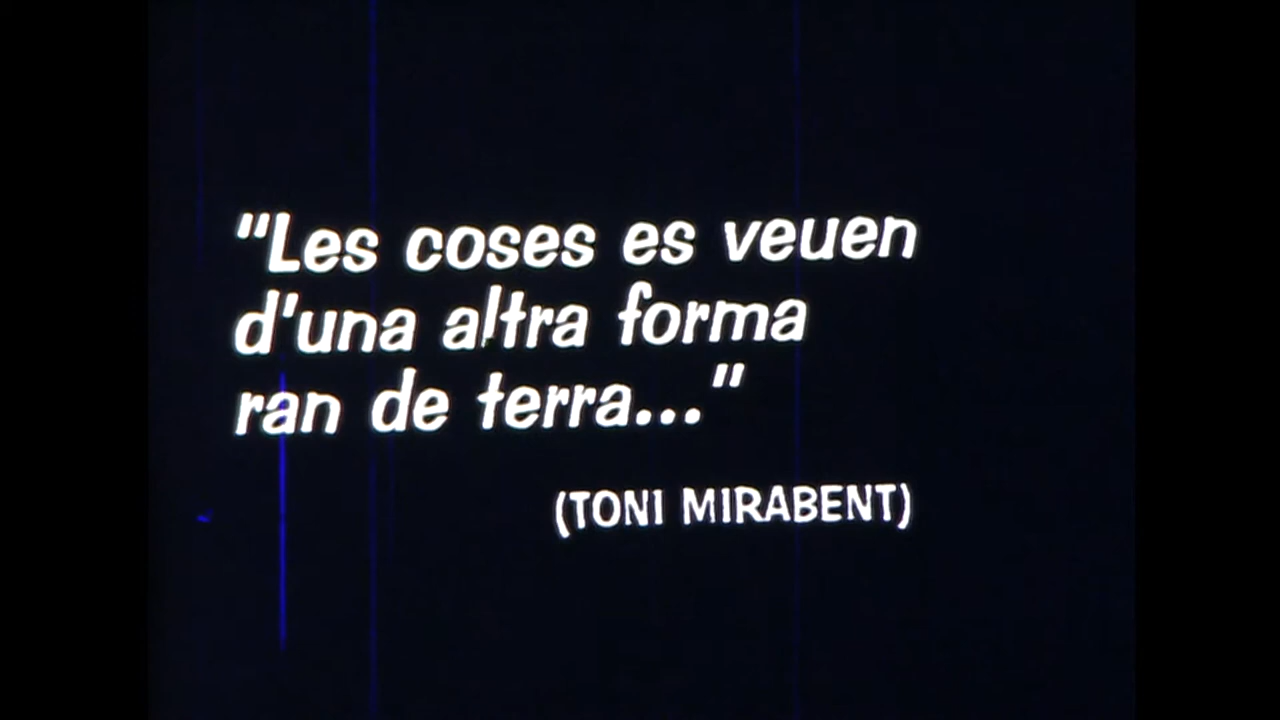 "Les coses es veuen
d'una altra forma
ran de terra..."
(TONI MIRABENT)